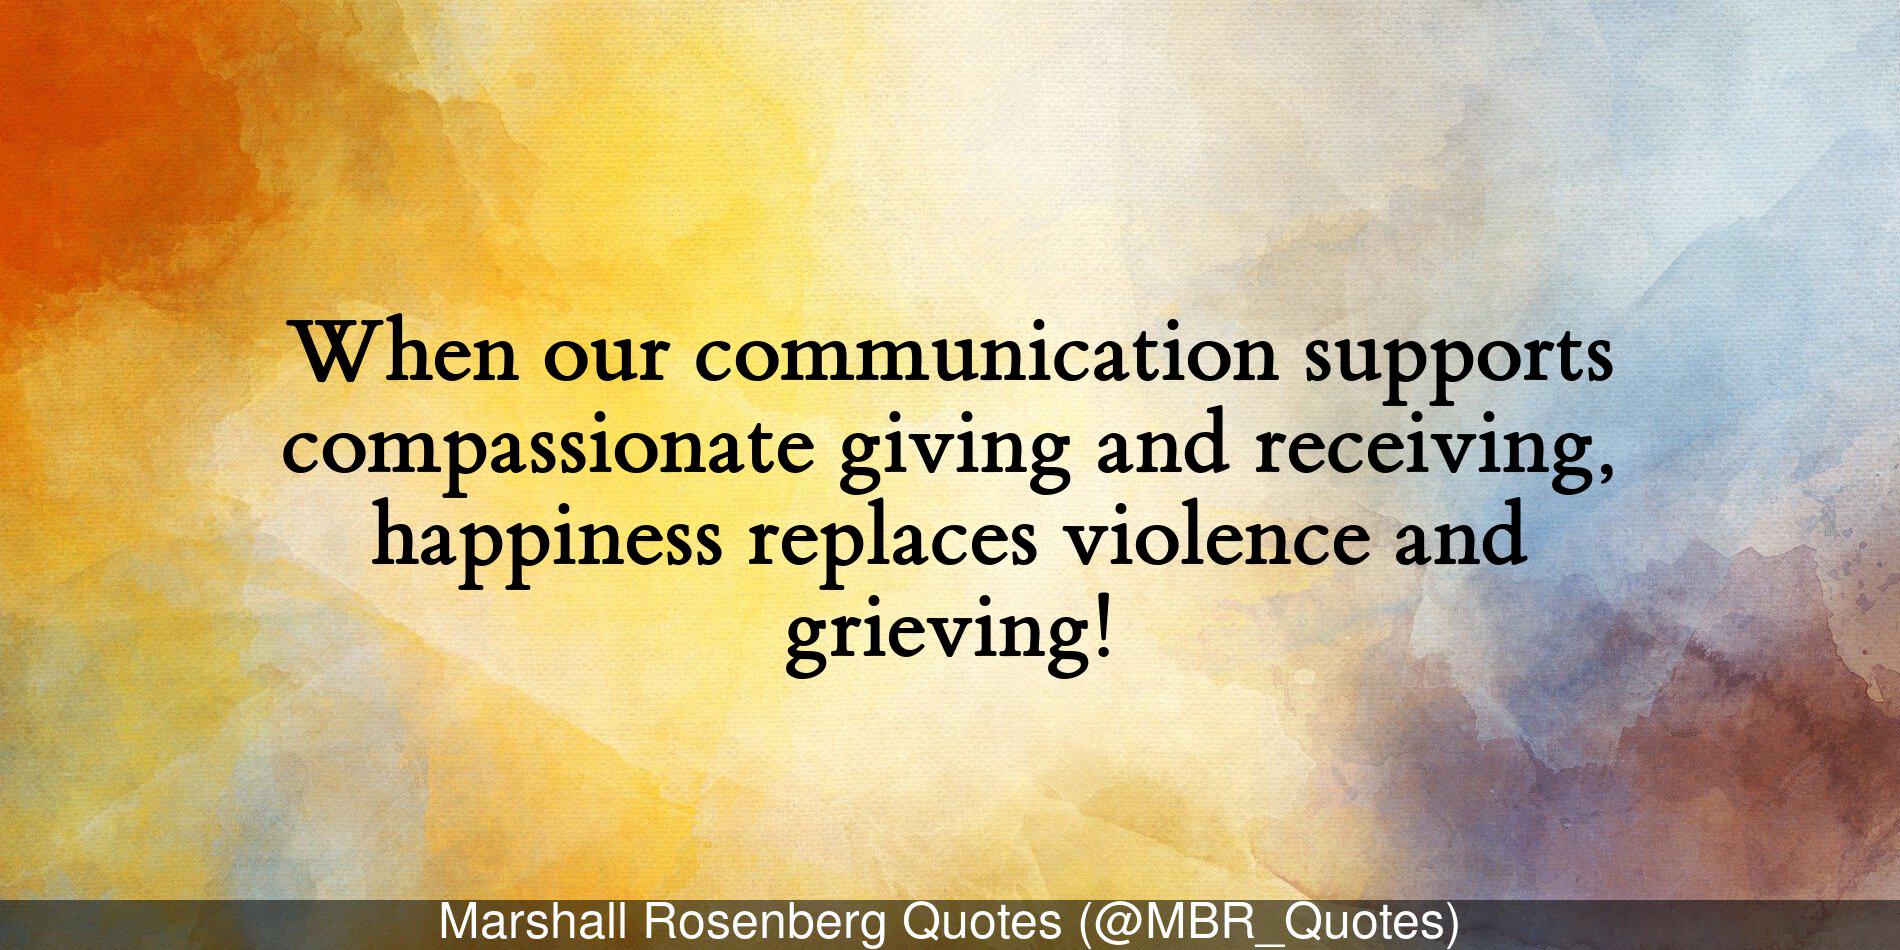 When our communication supports
compassionate giving and receiving,
happiness replaces violence and
grieving!
Marshall Rosenberg Quotes (@MBR_Quotes)